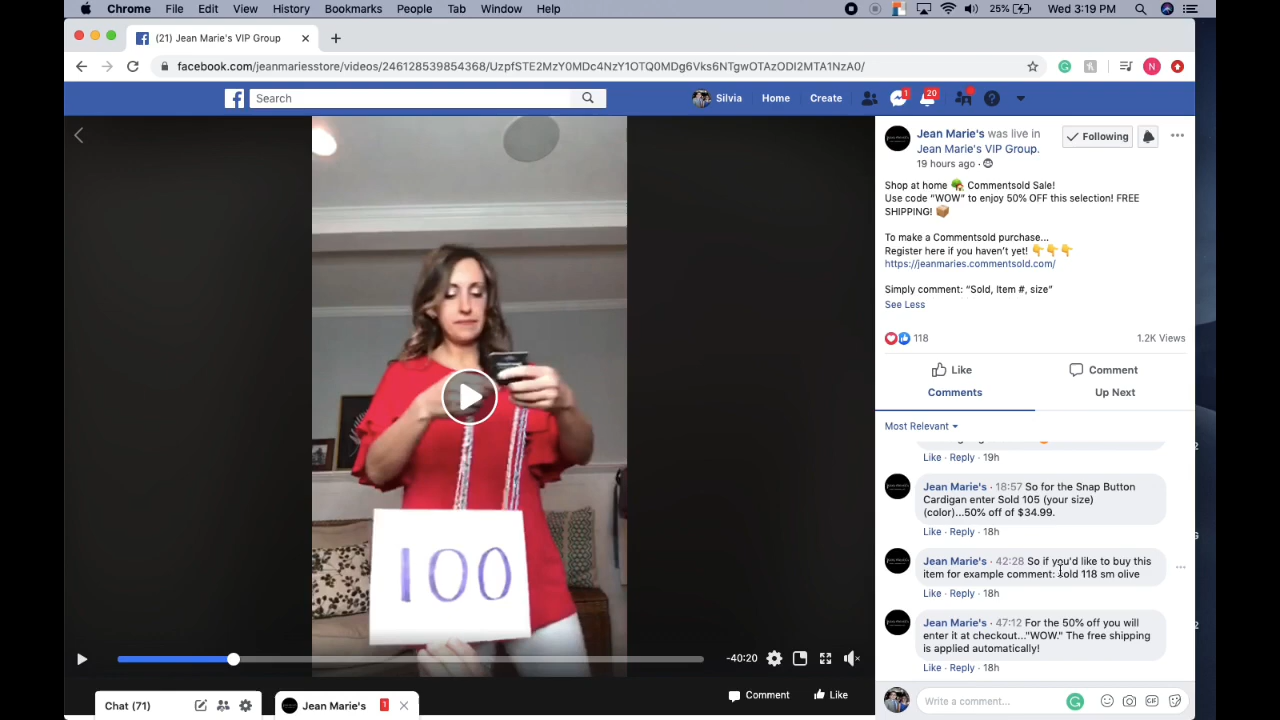 Chrome File Edit View History Bookmarks People Tab Window Help 25% Wed 3:19 PM
(21) Jean Marie's VIP Group
facebook.com/jeanmariesstore/videos/246128539854368/UzpfSTE2MzY0MDc4NzY1OTQ0MDg6Vks6NTgwOTAzODI2MTA1NzA0/
N
Search
Silvia Home Create 1 20
Jean Marie's was live in
Jean Marie's VIP Group.
Following
19 hours ago ·
Shop at home Commentsold Sale!
Use code "WOW" to enjoy 50% OFF this selection! FREE
SHIPPING!
To make a Commentsold purchase...
Register here if you haven't yet!
https://jeanmaries.commentsold.com/
Simply comment: "Sold, Item #, size"
See Less
118 1.2K Views
Like Comment
Comments Up Next
Most Relevant
Like · Reply · 19h
Jean Marie's · 18:57 So for the Snap Button
Cardigan enter Sold 105 (your size)
(color)...50% off of $34.99.
Like · Reply · 18h
Jean Marie's · 42:28 So if you'd like to buy this
item for example comment: sold 118 sm olive
Like · Reply · 18h
Jean Marie's · 47:12 For the 50% off you will
enter it at checkout..."WOW." The free shipping
is applied automatically!
Like · Reply · 18h
Write a comment...
GIF
100
-40:20
Comment Like
Chat (71)
Jean Marie's 1